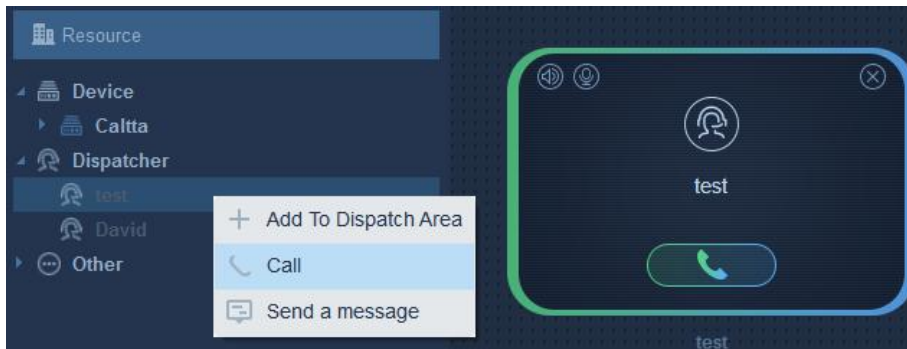 Resource
Device
Caltta
Dispatcher
test
David
Other
Add To Dispatch Area
Call
Send a message
test
test